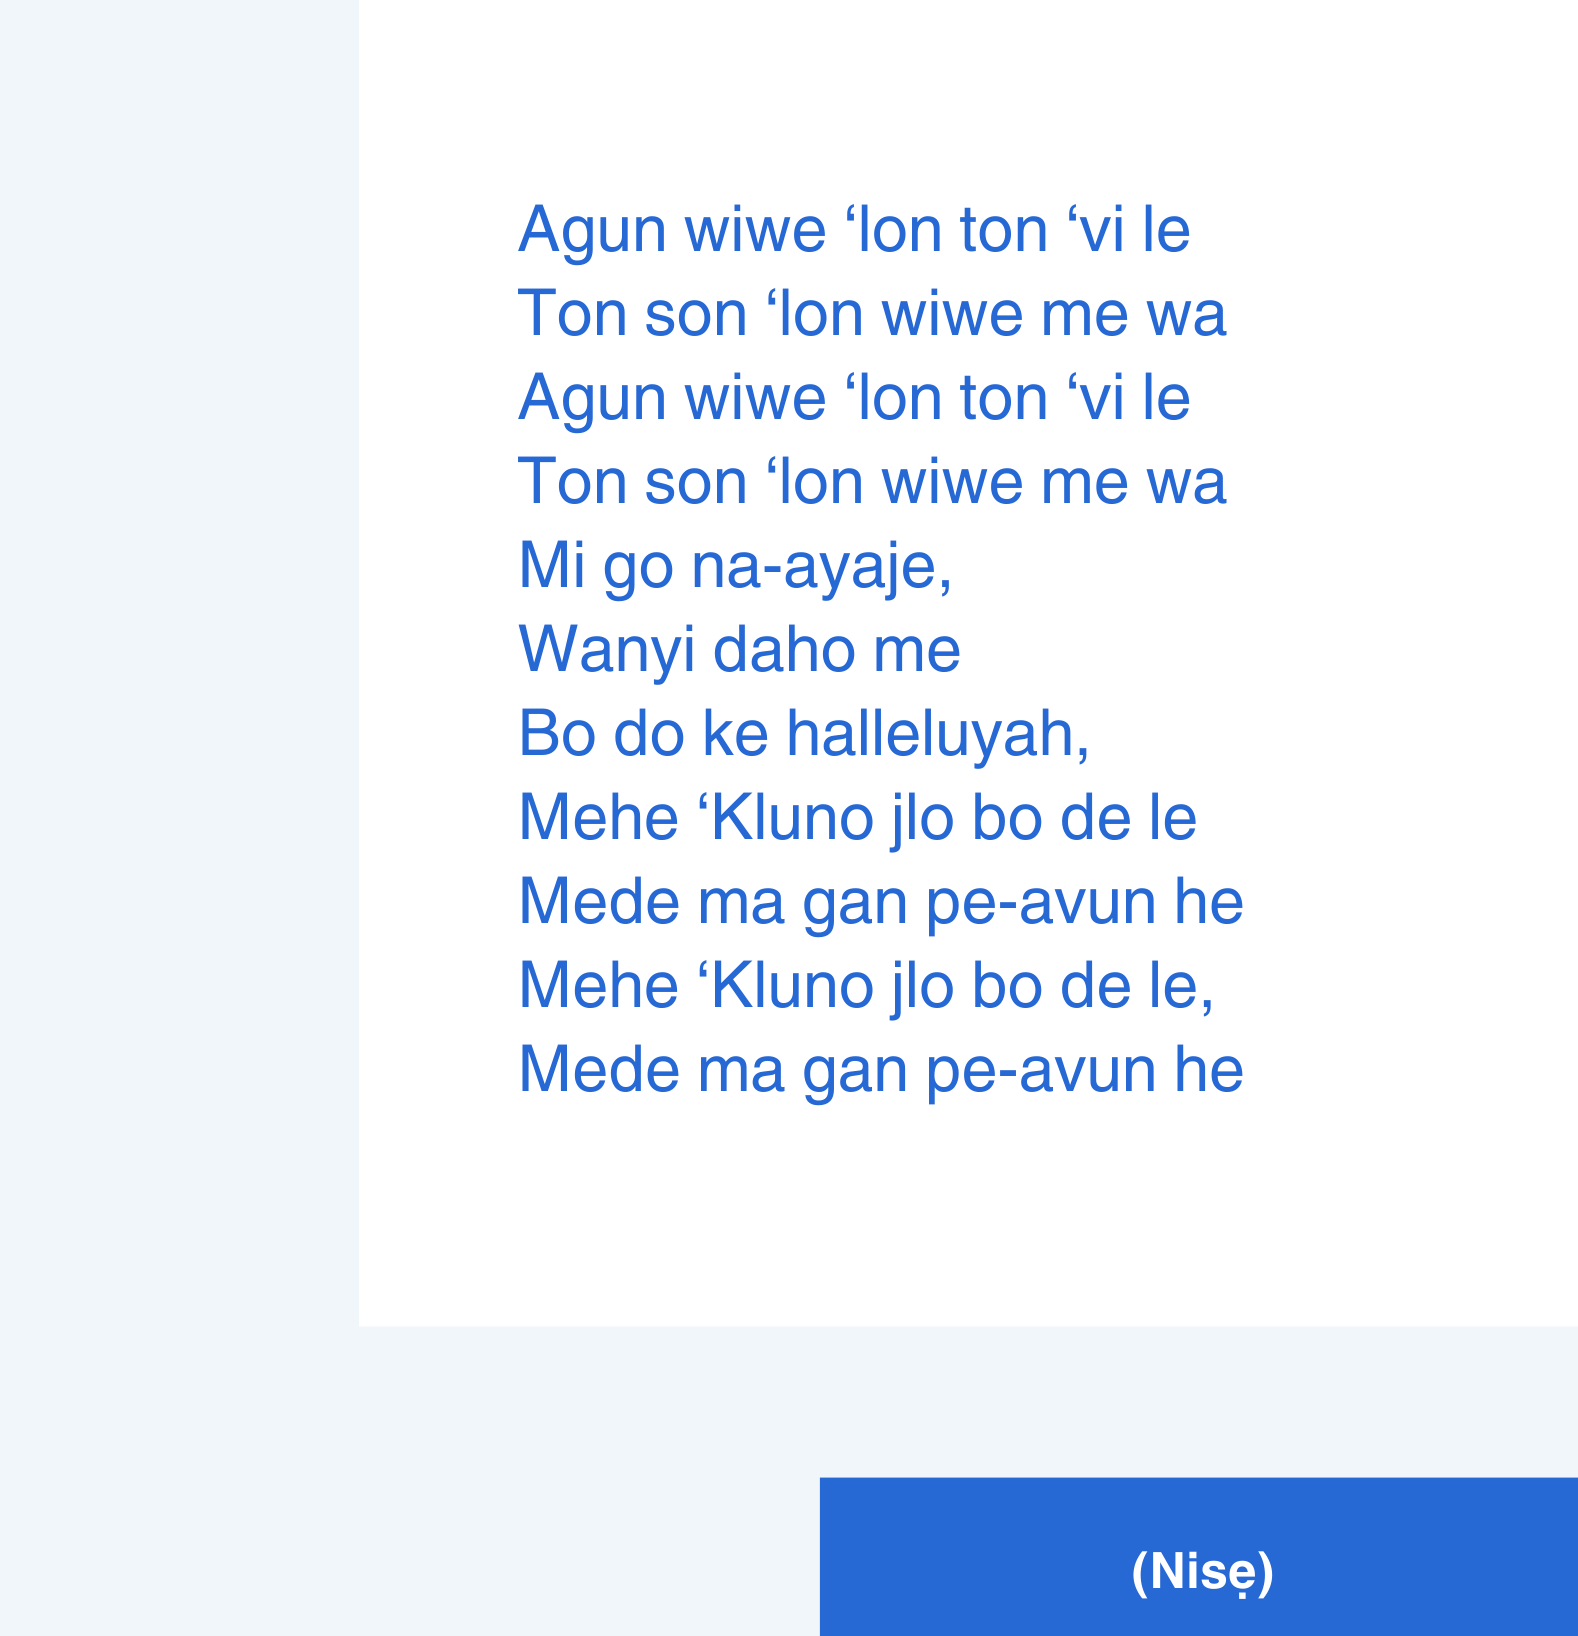 Agun wiwe ‘lon ton ‘vi le
Ton son ‘lon wiwe me wa
Agun wiwe ‘lon ton ‘vi le
Ton son ‘lon wiwe me wa
Mi go na-ayaje,
Wanyi daho me
Bo do ke halleluyah,
Mehe ‘Kluno jlo bo de le
Mede ma gan pe-avun he
Mehe ‘Kluno jlo bo de le,
Mede ma gan pe-avun he
(Nisẹ)